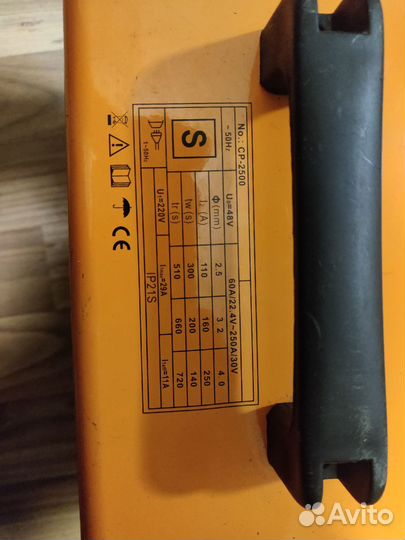 No.: CP-2500
~ 50Hz U₀=48V 60A/22.4V~250A/30V
S
Φ (mm) 2.5 3.2 4.0
I₂ (A) 110 160 250
tw (s) 300 200 140
tr (s) 510 660 720
1~50Hz U₁=220V I₁max=29A I₁eff=11A
IP21S
CE
Avito